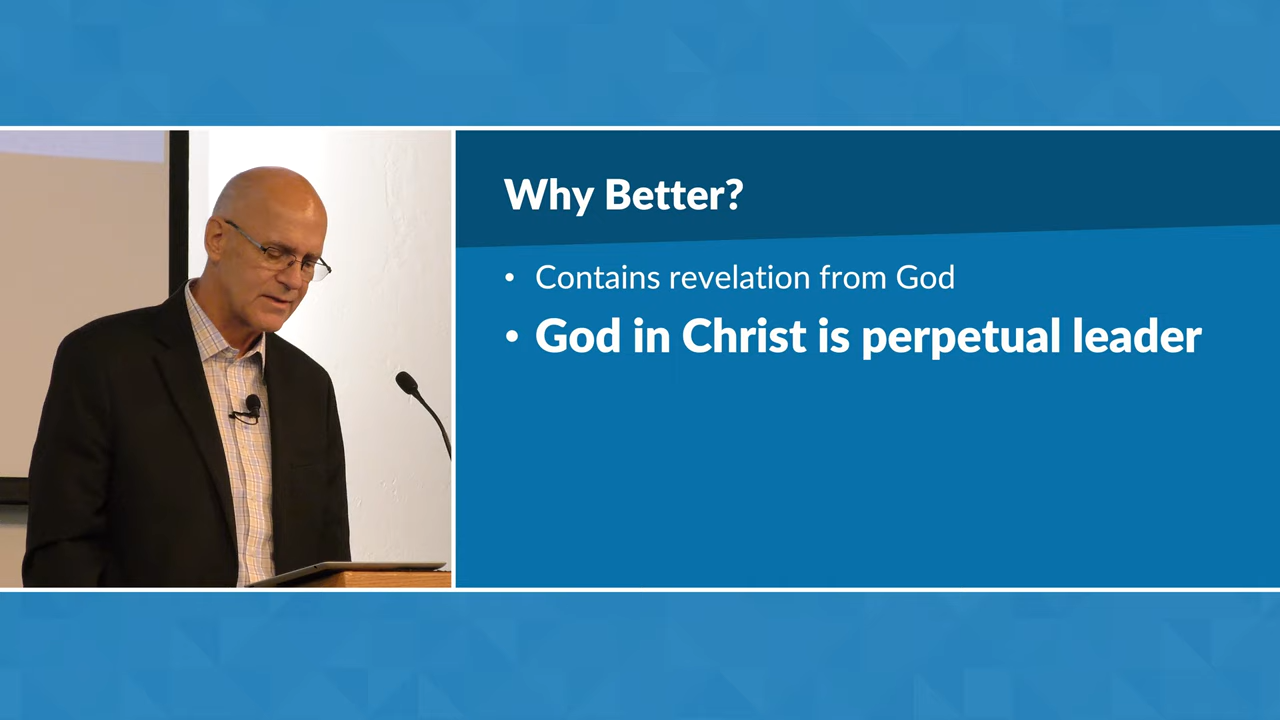 Why Better?
• Contains revelation from God
• God in Christ is perpetual leader